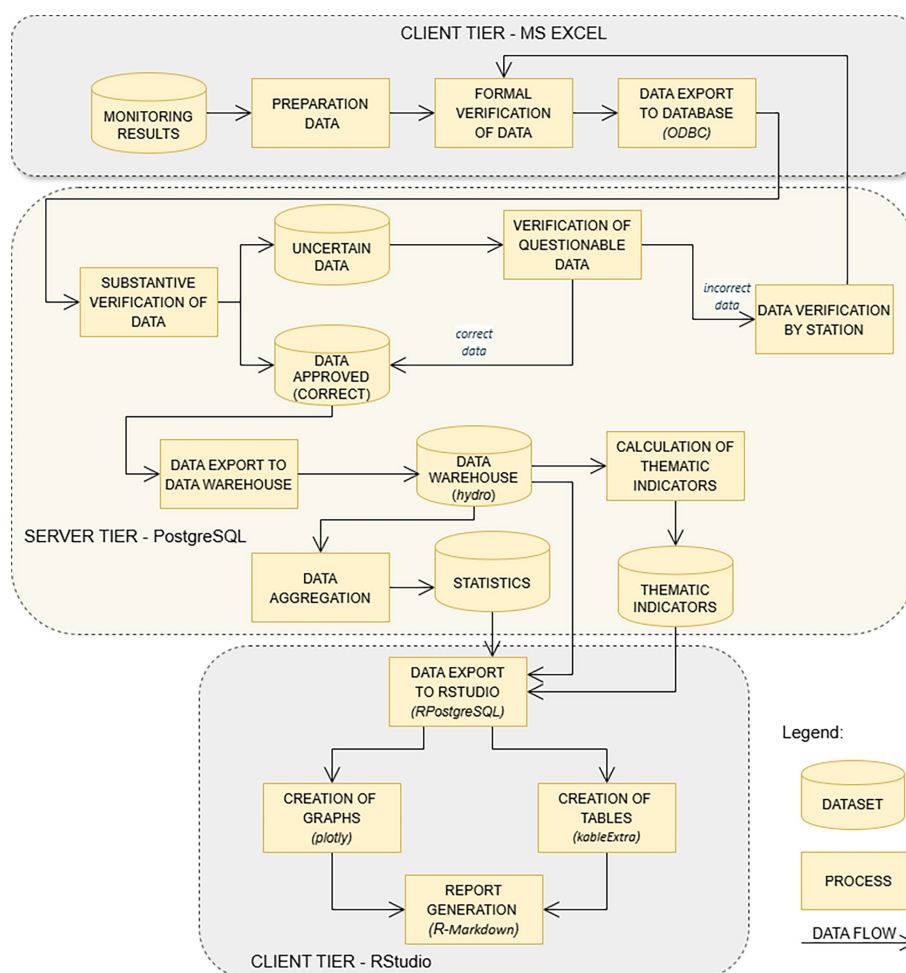 CLIENT TIER - MS EXCEL
MONITORING
RESULTS
PREPARATION
DATA
FORMAL
VERIFICATION
OF DATA
DATA EXPORT
TO DATABASE
(ODBC)
UNCERTAIN
DATA
VERIFICATION OF
QUESTIONABLE
DATA
SUBSTANTIVE
VERIFICATION OF
DATA
incorrect
data
DATA VERIFICATION
BY STATION
correct
data
DATA
APPROVED
(CORRECT)
DATA EXPORT TO
DATA WAREHOUSE
DATA
WAREHOUSE
(hydro)
CALCULATION OF
THEMATIC
INDICATORS
SERVER TIER - PostgreSQL
DATA
AGGREGATION
STATISTICS
THEMATIC
INDICATORS
DATA EXPORT
TO RSTUDIO
(RPostgreSQL)
CREATION OF
GRAPHS
(plotly)
CREATION OF
TABLES
(kableExtra)
REPORT
GENERATION
(R-Markdown)
CLIENT TIER - RStudio
Legend:
DATASET
PROCESS
DATA FLOW